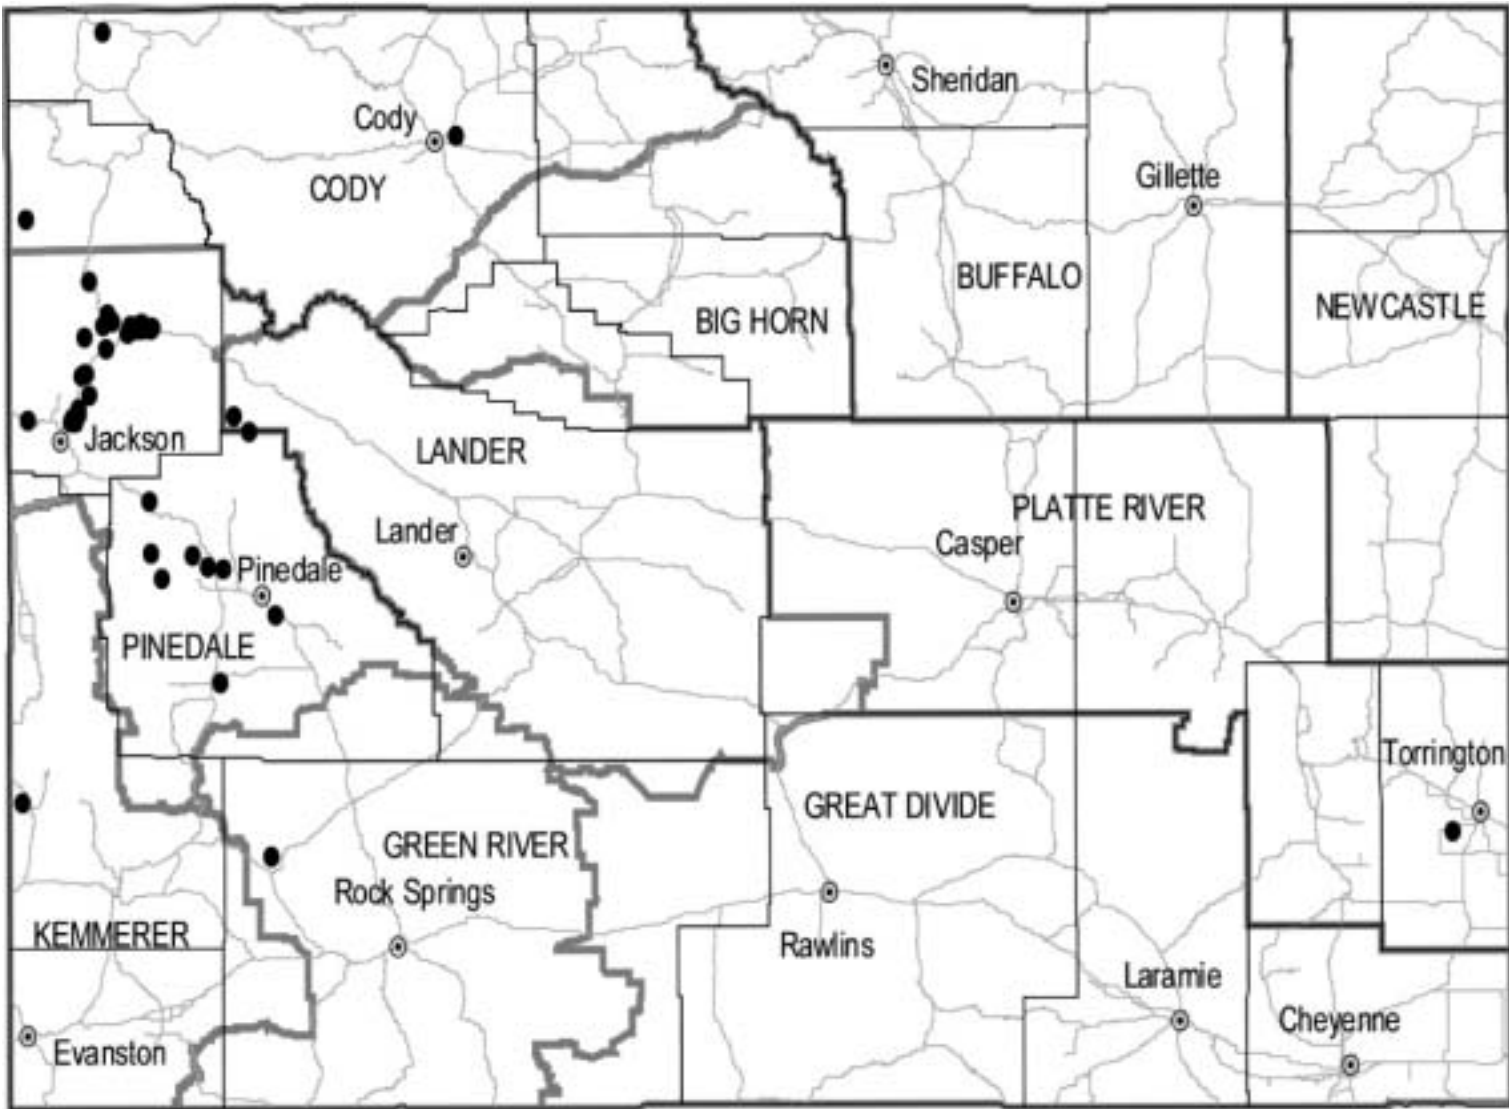 Sheridan
Cody
Gillette
CODY
BUFFALO
NEWCASTLE
BIG HORN
Jackson
LANDER
PLATTE RIVER
Lander
Casper
Pinedale
PINEDALE
Torrington
GREAT DIVIDE
GREEN RIVER
Rock Springs
KEMMERER
Rawlins
Laramie
Cheyenne
Evanston